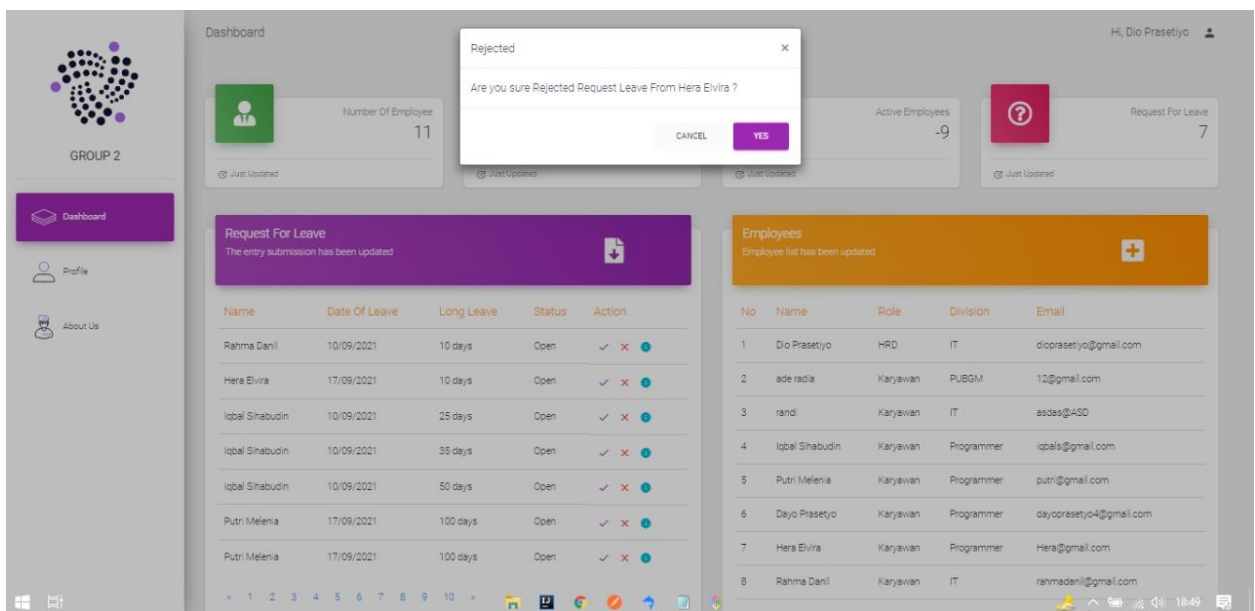 Dashboard
Hi, Dio Prasetiyo
GROUP 2
Dashboard
Profile
About Us
Rejected
×
Are you sure Rejected Request Leave From Hera Elvira ?
CANCEL
YES
Number Of Employee
11
Just Updated
Just Updated
Active Employees
-9
Just Updated
Request For Leave
7
Just Updated
Request For Leave
The entry submission has been updated
Name Date Of Leave Long Leave Status Action
Rahma Danil 10/09/2021 10 days Open
Hera Elvira 17/09/2021 10 days Open
Iqbal Sihabudin 10/09/2021 25 days Open
Iqbal Sihabudin 10/09/2021 35 days Open
Iqbal Sihabudin 10/09/2021 50 days Open
Putri Melenia 17/09/2021 100 days Open
Putri Melenia 17/09/2021 100 days Open
« 1 2 3 4 5 6 7 8 9 10 »
Employees
Employee list has been updated
No Name Role Division Email
1 Dio Prasetiyo HRD IT dioprasetiyo@gmail.com
2 ade radia Karyawan PUBGM 12@gmail.com
3 randi Karyawan IT asdas@ASD
4 Iqbal Sihabudin Karyawan Programmer iqbals@gmail.com
5 Putri Melenia Karyawan Programmer putri@gmail.com
6 Dayo Prasetyo Karyawan Programmer dayoprasetyo4@gmail.com
7 Hera Elvira Karyawan Programmer Hera@gmail.com
8 Rahma Danil Karyawan IT rahmadanil@gmail.com
18:49